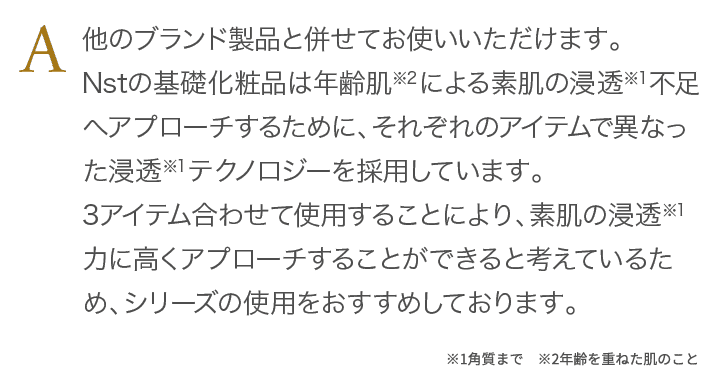 A 他のブランド製品と併せてお使いいただけます。
Nstの基礎化粧品は年齢肌※2による素肌の浸透※1不足
へアプローチするために、それぞれのアイテムで異なっ
た浸透※1テクノロジーを採用しています。
3アイテム合わせて使用することにより、素肌の浸透※1
力に高くアプローチすることができると考えているた
め、シリーズの使用をおすすめしております。
※1角質まで　※2年齢を重ねた肌のこと